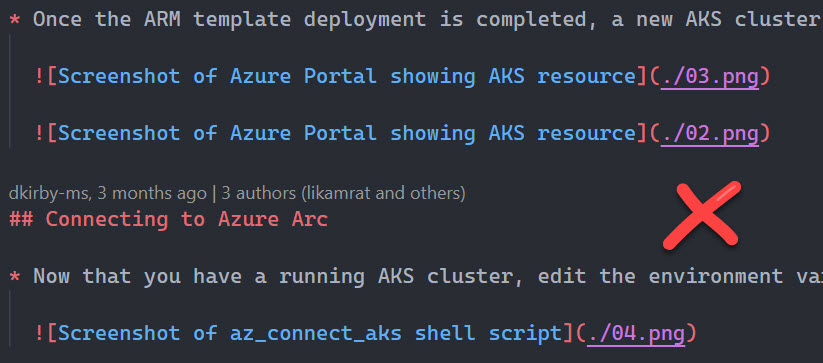 * Once the ARM template deployment is completed, a new AKS cluster
![Screenshot of Azure Portal showing AKS resource](./03.png)
![Screenshot of Azure Portal showing AKS resource](./02.png)
dkirby-ms, 3 months ago | 3 authors (likamrat and others)
## Connecting to Azure Arc
* Now that you have a running AKS cluster, edit the environment
![Screenshot of az_connect_aks shell script](./04.png)